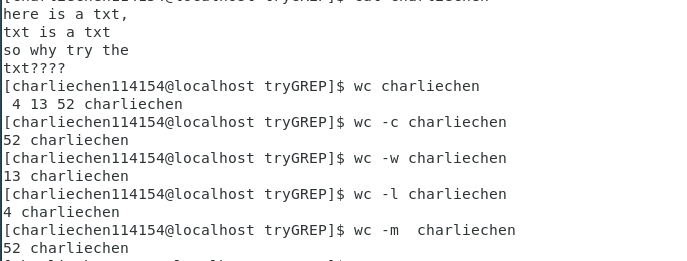 here is a txt,
txt is a txt
so why try the
txt????
[charliechen114154@localhost tryGREP]$ wc charliechen
 4 13 52 charliechen
[charliechen114154@localhost tryGREP]$ wc -c charliechen
52 charliechen
[charliechen114154@localhost tryGREP]$ wc -w charliechen
13 charliechen
[charliechen114154@localhost tryGREP]$ wc -l charliechen
4 charliechen
[charliechen114154@localhost tryGREP]$ wc -m  charliechen
52 charliechen